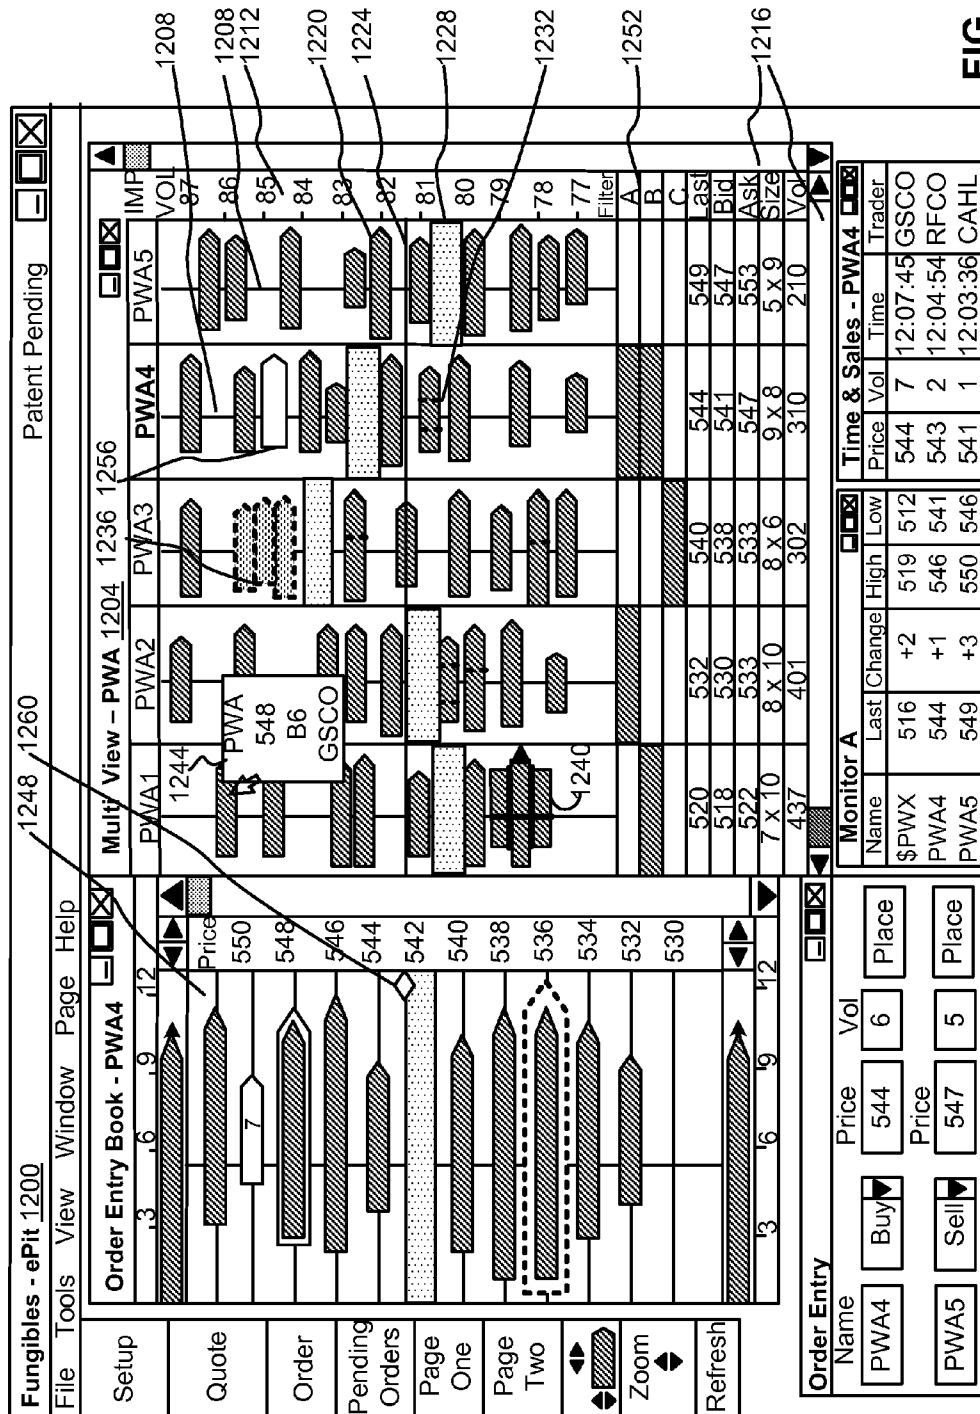 Fungibles - ePit 1200
Patent Pending
File Tools View Window Page Help
Setup
Quote
Order
Pending Orders
Page One
Page Two
Zoom
Refresh
Order Entry Book - PWA4
3 6 9 12
Price
550
548
546
544
542
540
538
536
534
532
530
7
3 6 9 12
Multi View – PWA 1204
PWA1 PWA2 PWA3 PWA4 PWA5
IMP
VOL
87
86
85
84
83
82
81
80
79
78
77
PWA
548
B6
GSCO
Filter
A
B
C
520 532 540 544 549 Last
518 530 538 541 547 Bid
522 533 533 547 553 Ask
7 x 10 8 x 10 8 x 6 9 x 8 5 x 9 Size
437 401 302 310 210 Vol
Order Entry
Name Price Vol
PWA4 Buy 544 6 Place
Price
PWA5 Sell 547 5 Place
Monitor A
Name Last Change High Low
$PWX 516 +2 519 512
PWA4 544 +1 546 541
PWA5 549 +3 550 546
Time & Sales - PWA4
Price Vol Time Trader
544 7 12:07:45 GSCO
543 2 12:04:54 RFCO
541 1 12:03:36 CAHL
1248
1260
1244
1240
1236
1256
1208
1208
1212
1220
1224
1228
1232
1252
1216
FIG